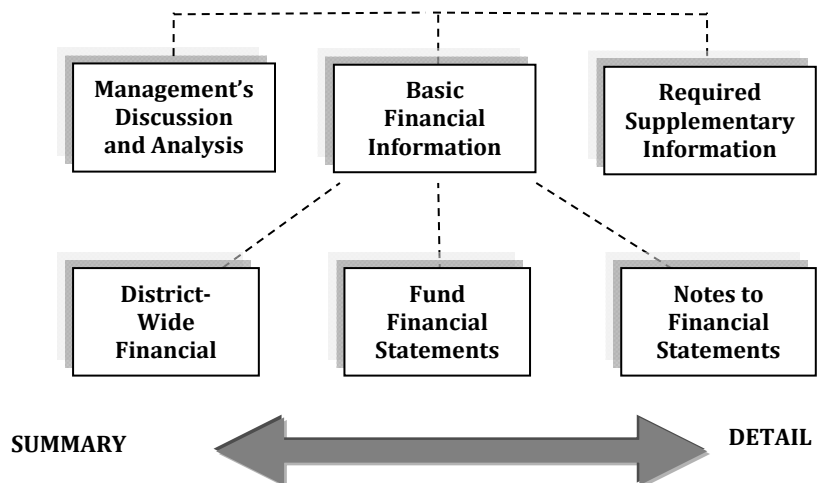 Management’s
Discussion
and Analysis
Basic
Financial
Information
Required
Supplementary
Information
District-
Wide
Financial
Fund
Financial
Statements
Notes to
Financial
Statements
SUMMARY
DETAIL